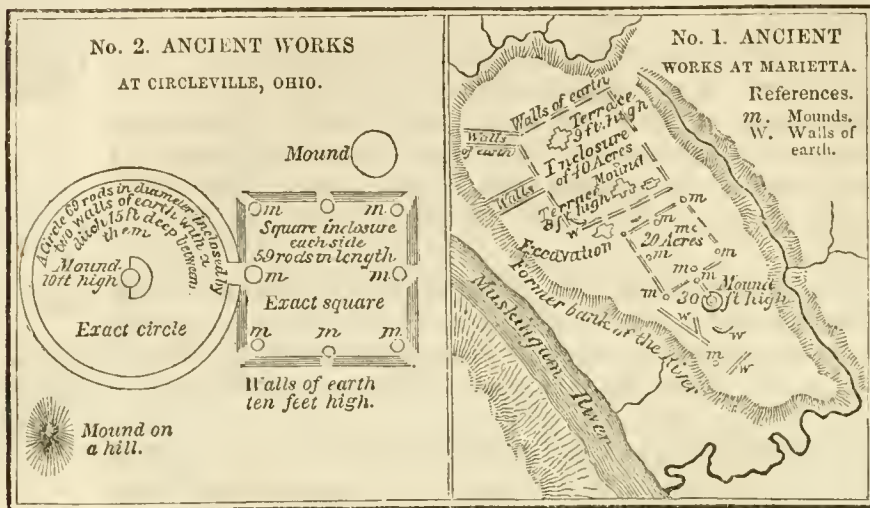 No. 2. ANCIENT WORKS
AT CIRCLEVILLE, OHIO.
Mound
A Circle 69 rods in diameter inclosed by
two walls of earth with a
ditch 15 ft deep between
them
Mound
10 ft high
Exact circle
m m m
Square inclosure
each side
59 rods in length
m m
Exact square
m m m
Walls of earth
ten feet high.
Mound on
a hill.
No. 1. ANCIENT
WORKS AT MARIETTA.
References.
m. Mounds.
W. Walls of
earth.
Walls of earth
Terrace
9 ft. high
Walls
of earth
Inclosure
of 40 Acres
Mound
Walls
Terrace
8 ft. high
w
Excavation
m
m
m
20 Acres
m
m
m
m
m
Mound
30 ft high
w
w
m
w
Former bank of the River
Muskingum River